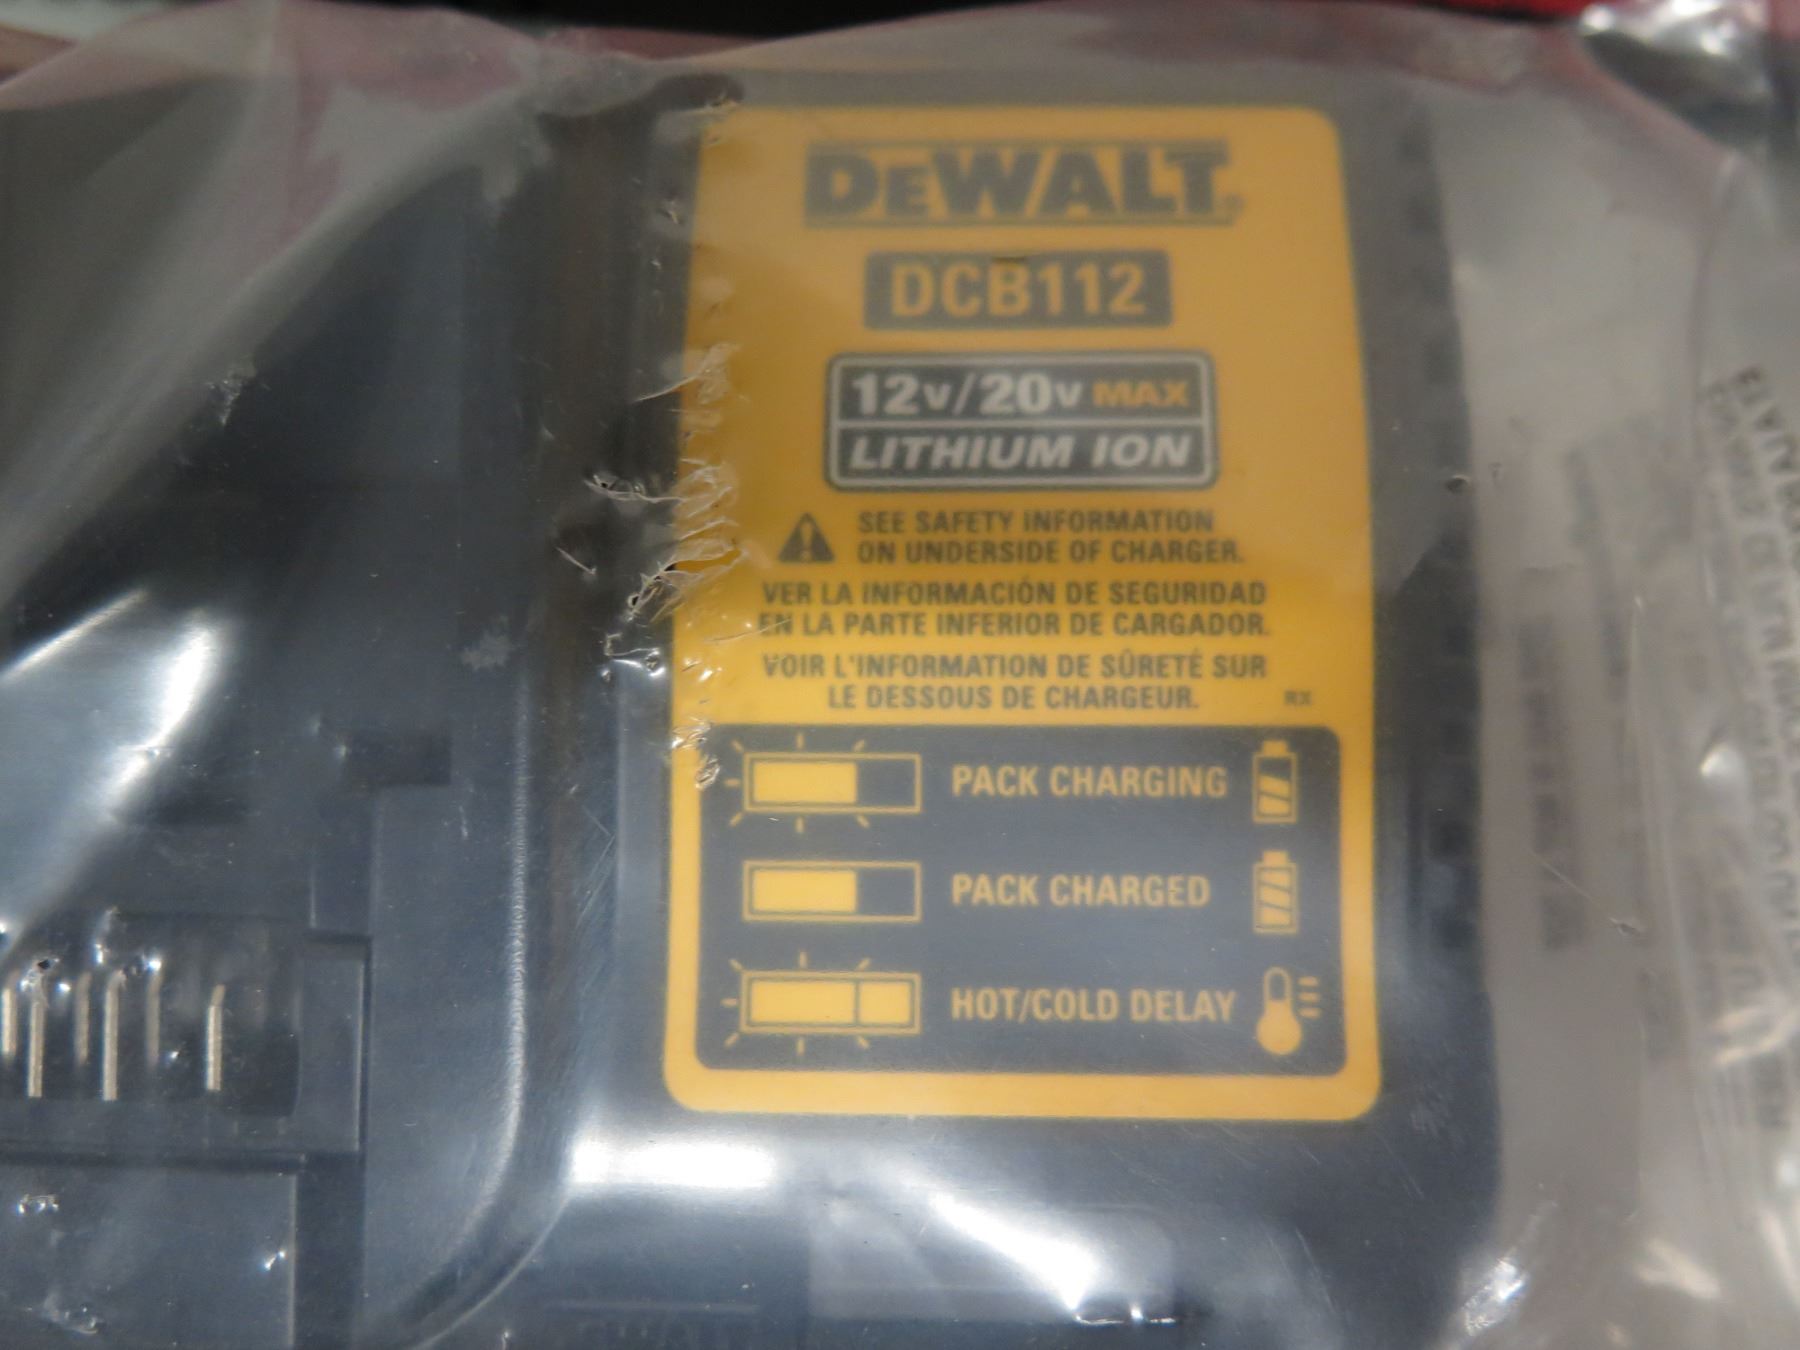 DEWALT
DCB112
12V/20V MAX
LITHIUM ION
SEE SAFETY INFORMATION
ON UNDERSIDE OF CHARGER.
VER LA INFORMACIÓN DE SEGURIDAD
EN LA PARTE INFERIOR DE CARGADOR.
VOIR L'INFORMATION DE SÛRETÉ SUR
LE DESSOUS DE CHARGEUR.
RX
PACK CHARGING
PACK CHARGED
HOT/COLD DELAY